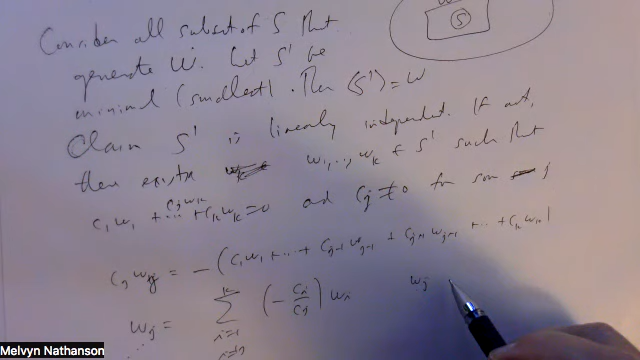 Consider all subset of S that
generate W. Let S' be
minimal (smallest). Then ⟨S'⟩ = W
Claim S' is linearly independent. If not,
then exists w₁,...,wₖ ∈ S' such that
c₁w₁ + ... cⱼwⱼ + cₖwₖ = 0 and cⱼ ≠ 0 for some j
cⱼwⱼ = -(c₁w₁ + ... + cⱼ₋₁wⱼ₋₁ + cⱼ₊₁wⱼ₊₁ + ... + cₖwₖ)
wⱼ = Σ (-cᵢ/cⱼ) wᵢ wⱼ
k
i=1
i≠j
S
Melvyn Nathanson